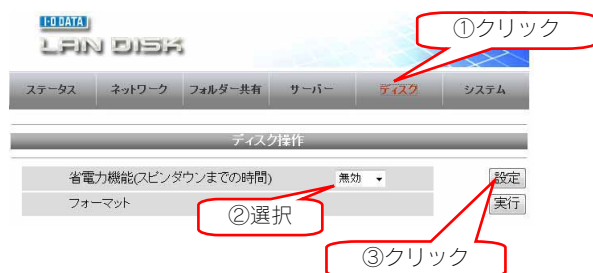 I-O DATA
LAN DISK
①クリック
ステータス ネットワーク フォルダー共有 サーバー ディスク システム
ディスク操作
省電力機能(スピンダウンまでの時間) 無効 設定
フォーマット 実行
②選択
③クリック